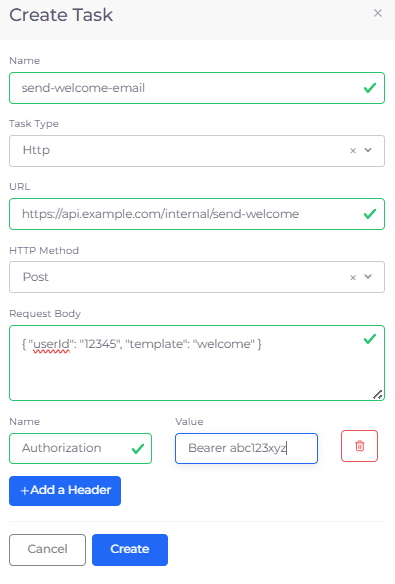 Create Task
Name
send-welcome-email
Task Type
Http
URL
https://api.example.com/internal/send-welcome
HTTP Method
Post
Request Body
{ "userId": "12345", "template": "welcome" }
Name Value
Authorization Bearer abc123xyz
+Add a Header
Cancel Create